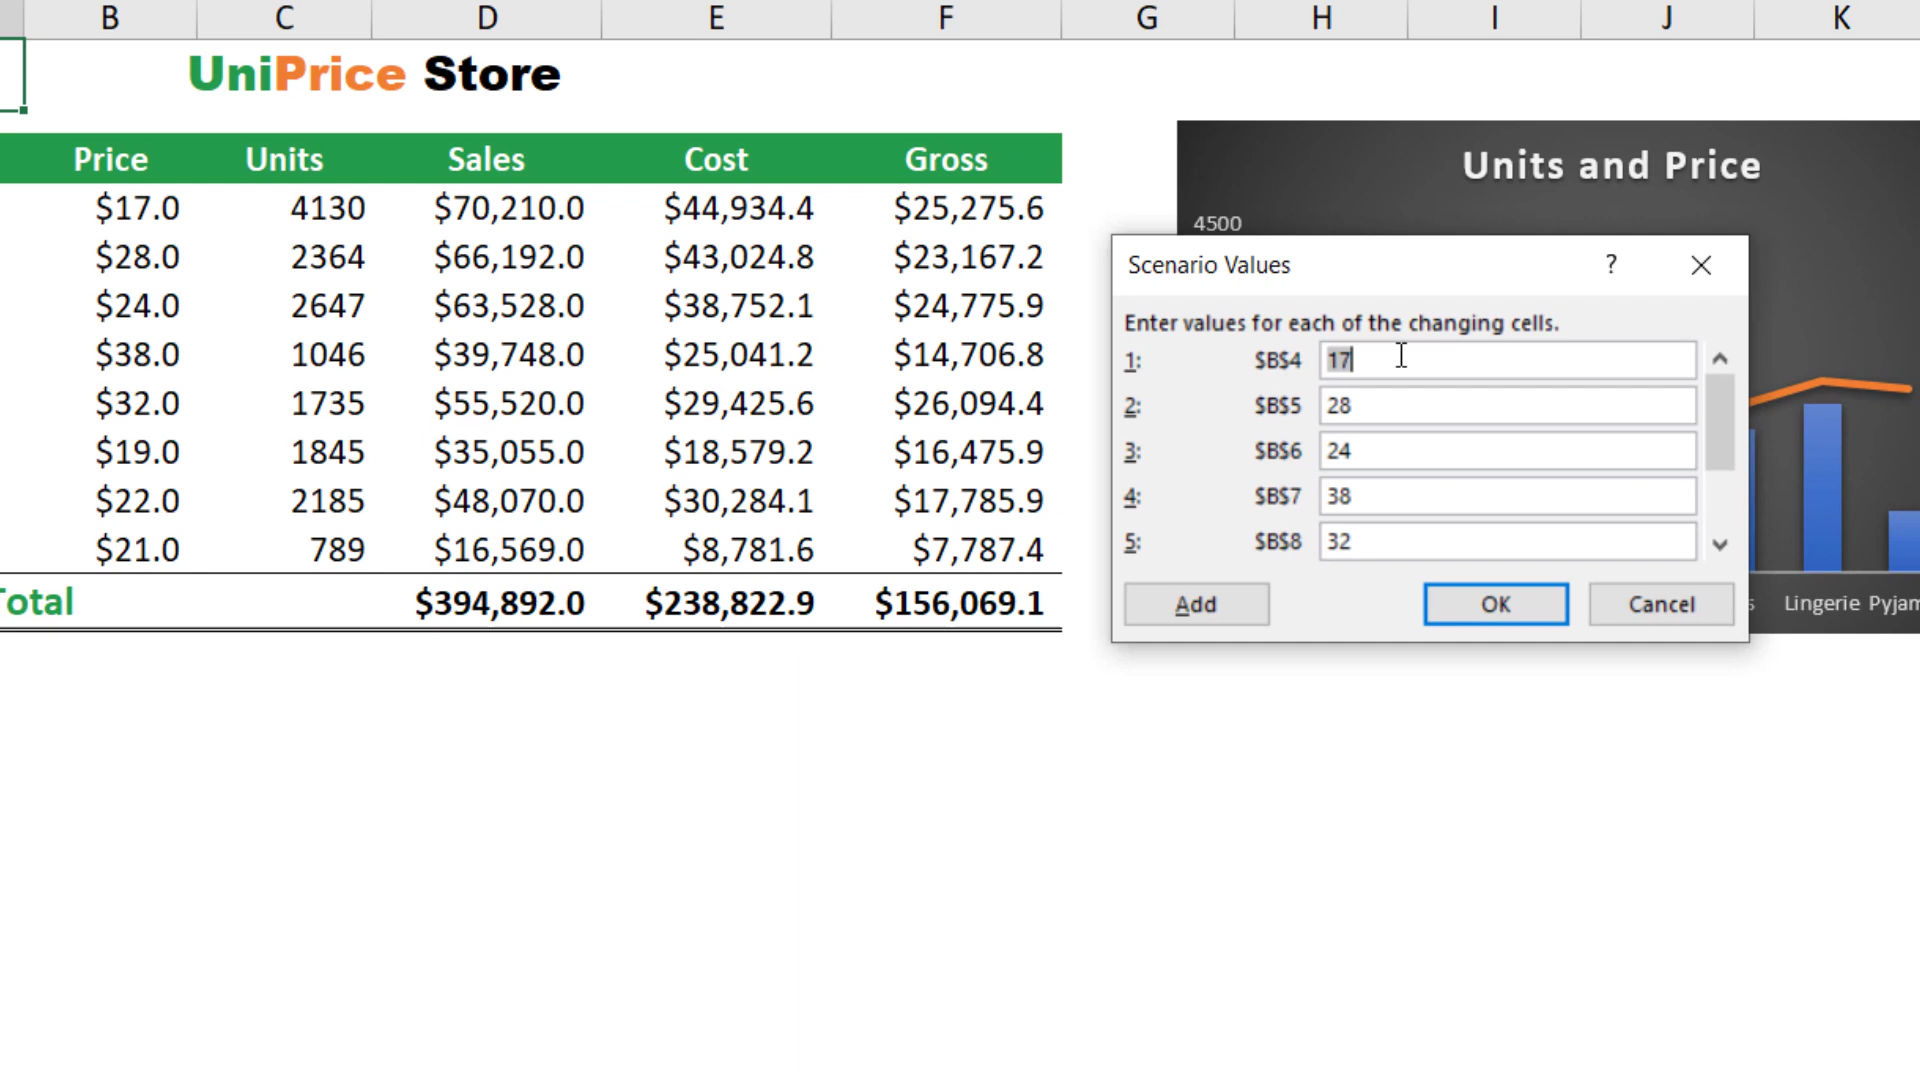 B C D E F G H I J K
UniPrice Store
Price Units Sales Cost Gross
$17.0 4130 $70,210.0 $44,934.4 $25,275.6
$28.0 2364 $66,192.0 $43,024.8 $23,167.2
$24.0 2647 $63,528.0 $38,752.1 $24,775.9
$38.0 1046 $39,748.0 $25,041.2 $14,706.8
$32.0 1735 $55,520.0 $29,425.6 $26,094.4
$19.0 1845 $35,055.0 $18,579.2 $16,475.9
$22.0 2185 $48,070.0 $30,284.1 $17,785.9
$21.0 789 $16,569.0 $8,781.6 $7,787.4
Total $394,892.0 $238,822.9 $156,069.1
Units and Price
4500
Scenario Values ?
Enter values for each of the changing cells.
1: $B$4 17
2: $B$5 28
3: $B$6 24
4: $B$7 38
5: $B$8 32
Add OK Cancel
s Lingerie Pyjam